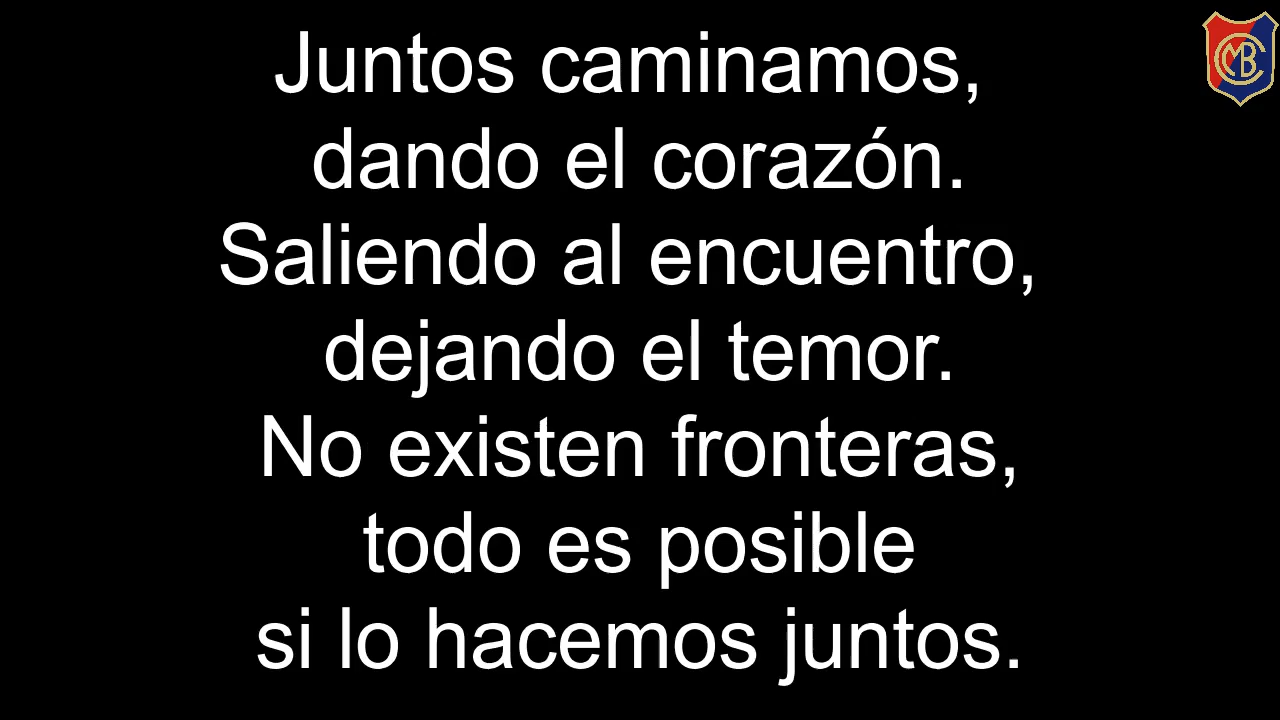 Juntos caminamos,
dando el corazón.
Saliendo al encuentro,
dejando el temor.
No existen fronteras,
todo es posible
si lo hacemos juntos.